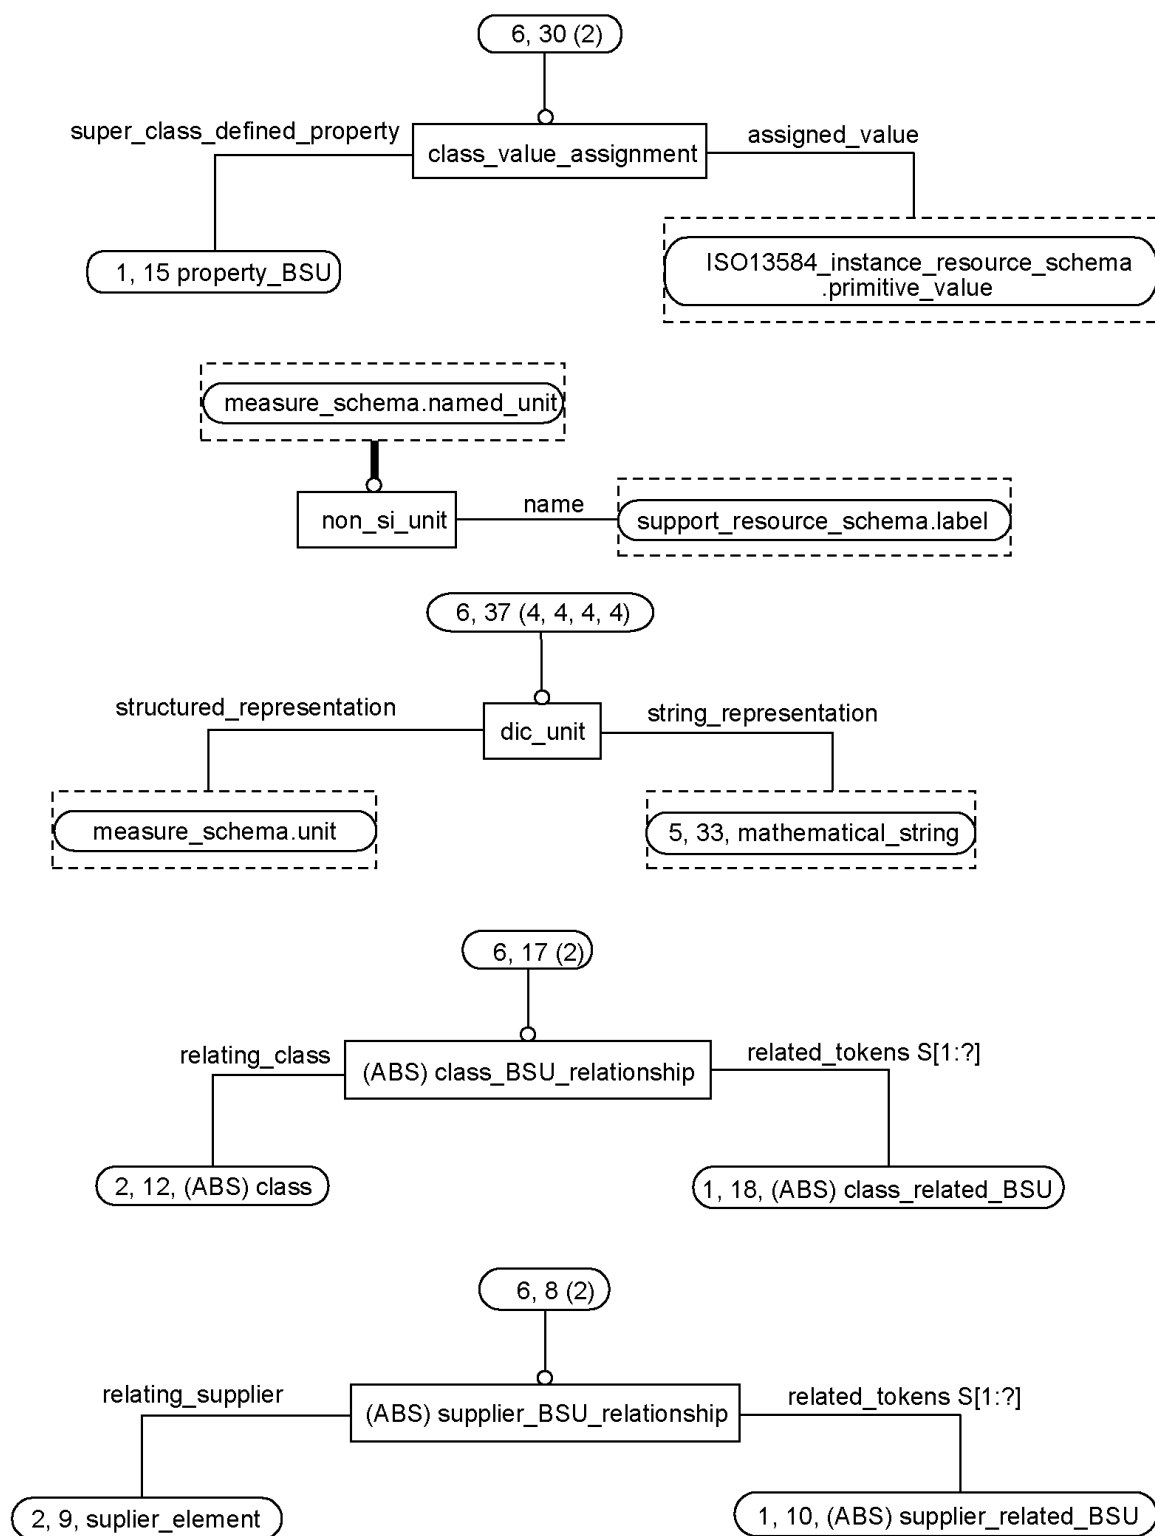 6, 30 (2)
super_class_defined_property
class_value_assignment
assigned_value
1, 15 property_BSU
ISO13584_instance_resource_schema
.primitive_value
measure_schema.named_unit
non_si_unit
name
support_resource_schema.label
6, 37 (4, 4, 4, 4)
structured_representation
dic_unit
string_representation
measure_schema.unit
5, 33, mathematical_string
6, 17 (2)
relating_class
(ABS) class_BSU_relationship
related_tokens S[1:?]
2, 12, (ABS) class
1, 18, (ABS) class_related_BSU
6, 8 (2)
relating_supplier
(ABS) supplier_BSU_relationship
related_tokens S[1:?]
2, 9, suplier_element
1, 10, (ABS) supplier_related_BSU